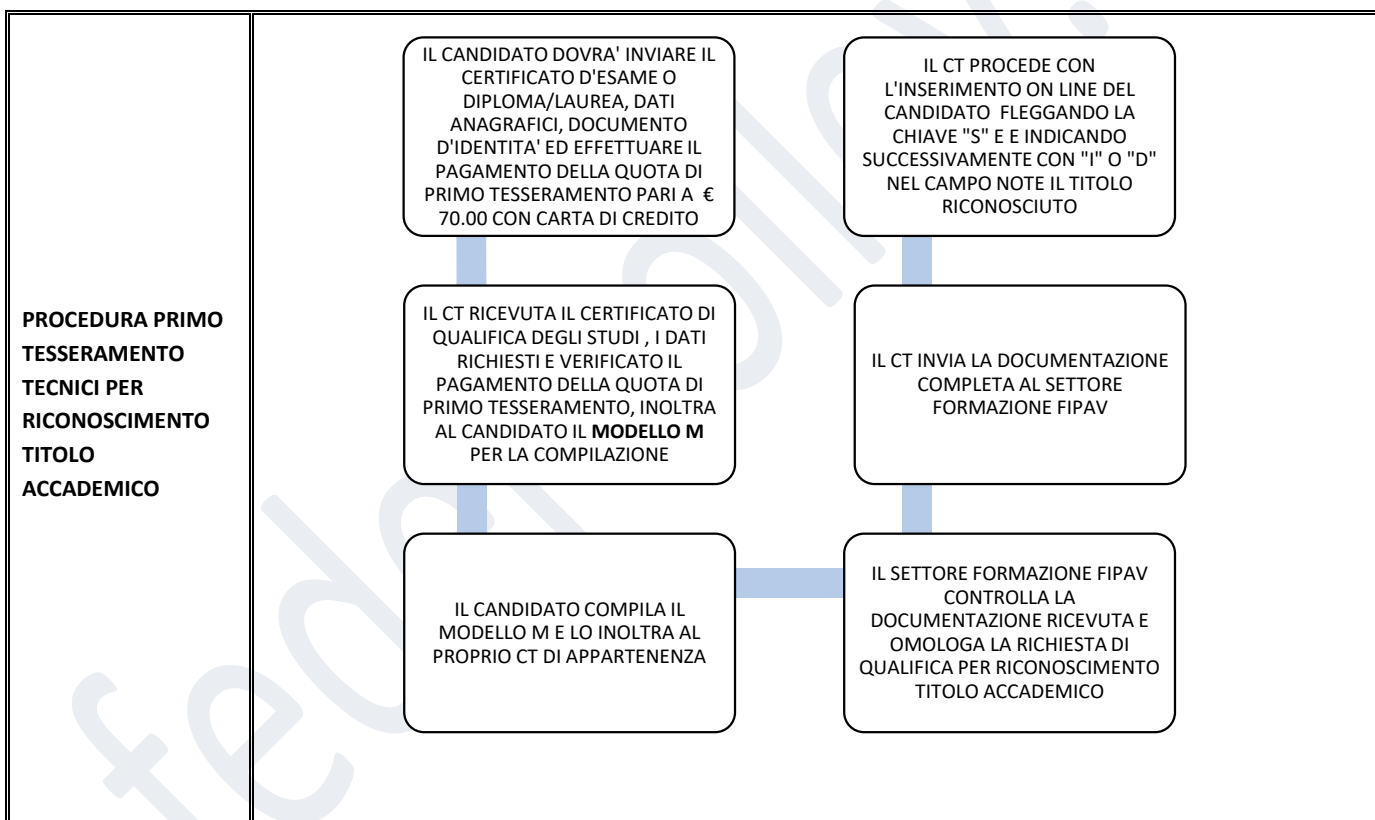 PROCEDURA PRIMO
TESSERAMENTO
TECNICI PER
RICONOSCIMENTO
TITOLO
ACCADEMICO
IL CANDIDATO DOVRA' INVIARE IL
CERTIFICATO D'ESAME O
DIPLOMA/LAUREA, DATI
ANAGRAFICI, DOCUMENTO
D'IDENTITA' ED EFFETTUARE IL
PAGAMENTO DELLA QUOTA DI
PRIMO TESSERAMENTO PARI A €
70.00 CON CARTA DI CREDITO
IL CT RICEVUTA IL CERTIFICATO DI
QUALIFICA DEGLI STUDI , I DATI
RICHIESTI E VERIFICATO IL
PAGAMENTO DELLA QUOTA DI
PRIMO TESSERAMENTO, INOLTRA
AL CANDIDATO IL MODELLO M
PER LA COMPILAZIONE
IL CANDIDATO COMPILA IL
MODELLO M E LO INOLTRA AL
PROPRIO CT DI APPARTENENZA
IL SETTORE FORMAZIONE FIPAV
CONTROLLA LA
DOCUMENTAZIONE RICEVUTA E
OMOLOGA LA RICHIESTA DI
QUALIFICA PER RICONOSCIMENTO
TITOLO ACCADEMICO
IL CT INVIA LA DOCUMENTAZIONE
COMPLETA AL SETTORE
FORMAZIONE FIPAV
IL CT PROCEDE CON
L'INSERIMENTO ON LINE DEL
CANDIDATO  FLEGGANDO LA
CHIAVE "S" E E INDICANDO
SUCCESSIVAMENTE CON "I" O "D"
NEL CAMPO NOTE IL TITOLO
RICONOSCIUTO